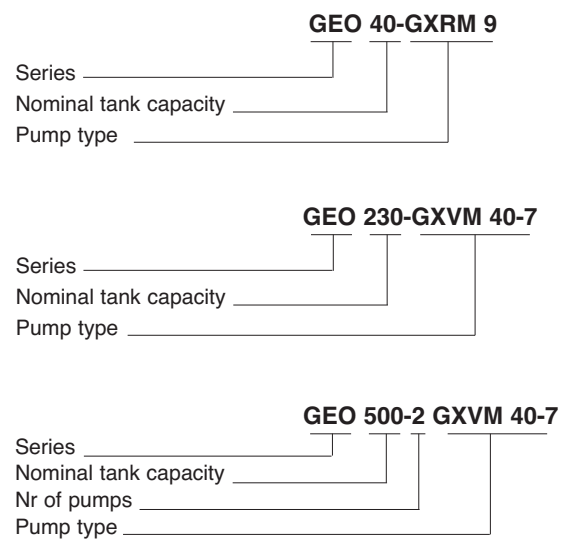 GEO 40-GXRM 9
Series
Nominal tank capacity
Pump type
GEO 230-GXVM 40-7
Series
Nominal tank capacity
Pump type
GEO 500-2 GXVM 40-7
Series
Nominal tank capacity
Nr of pumps
Pump type